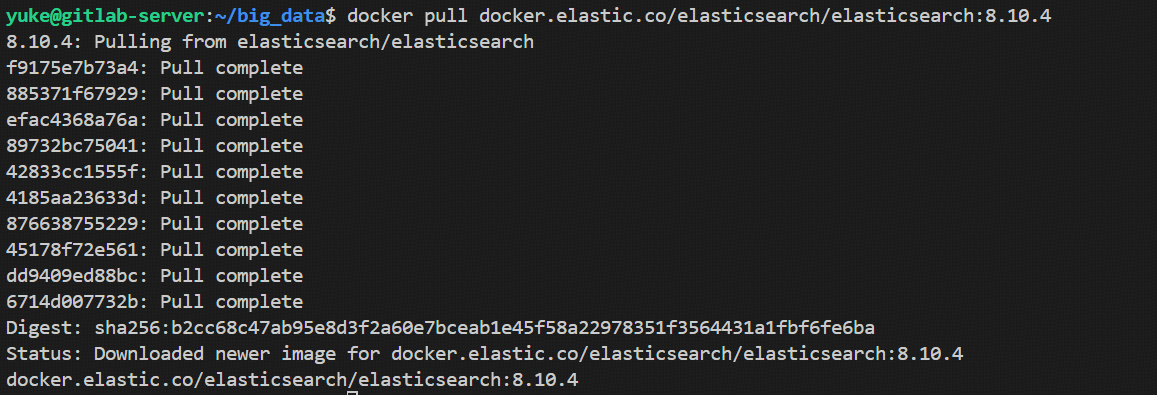 yuke@gitlab-server:~/big_data$ docker pull docker.elastic.co/elasticsearch/elasticsearch:8.10.4
8.10.4: Pulling from elasticsearch/elasticsearch
f9175e7b73a4: Pull complete
885371f67929: Pull complete
efac4368a76a: Pull complete
89732bc75041: Pull complete
42833cc1555f: Pull complete
4185aa23633d: Pull complete
876638755229: Pull complete
45178f72e561: Pull complete
dd9409ed88bc: Pull complete
6714d007732b: Pull complete
Digest: sha256:b2cc68c47ab95e8d3f2a60e7bceab1e45f58a22978351f3564431a1fbf6fe6ba
Status: Downloaded newer image for docker.elastic.co/elasticsearch/elasticsearch:8.10.4
docker.elastic.co/elasticsearch/elasticsearch:8.10.4